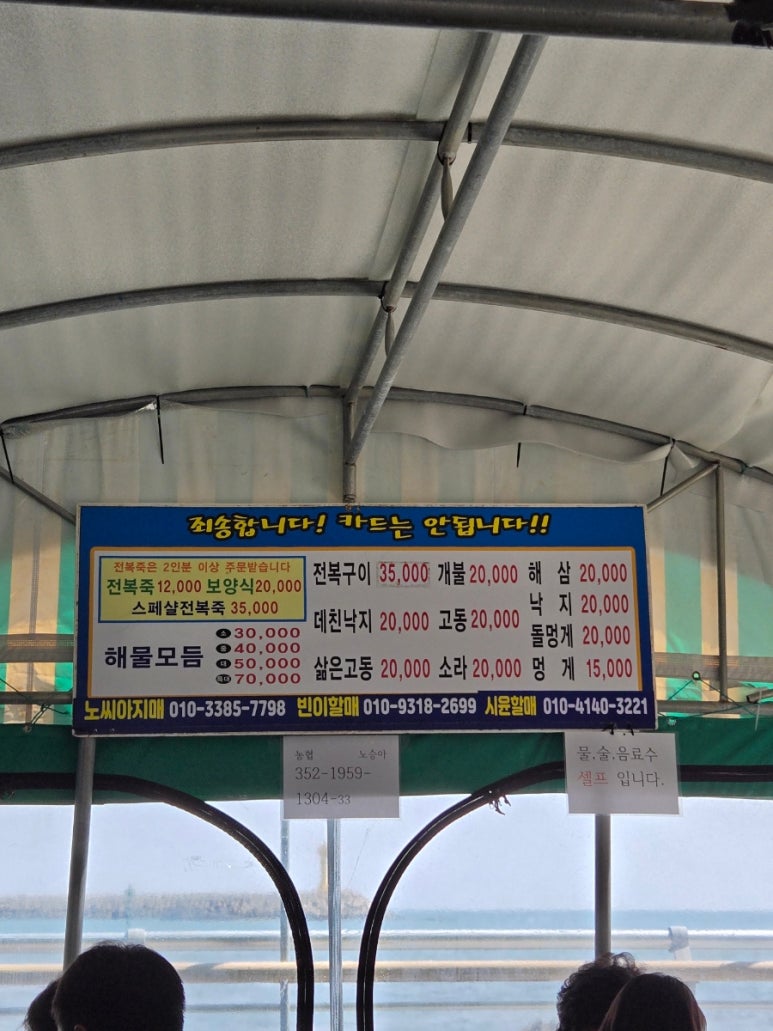 죄송합니다! 카드는 안됩니다!!
전복죽은 2인분 이상 주문받습니다
전복죽 12,000 보양식 20,000
스페샬전복죽 35,000
해물모듬
소 30,000
중 40,000
대 50,000
특대 70,000
전복구이 35,000 개불 20,000 해 삼 20,000
낙 지 20,000
데친낙지 20,000 고동 20,000 돌멍게 20,000
삶은고동 20,000 소라 20,000 멍 게 15,000
노씨아지매 010-3385-7798 빈이할매 010-9318-2699 시윤할매 010-4140-3221
농협 노승아
352-1959-
1304-33
물.술.음료수
셀프 입니다.